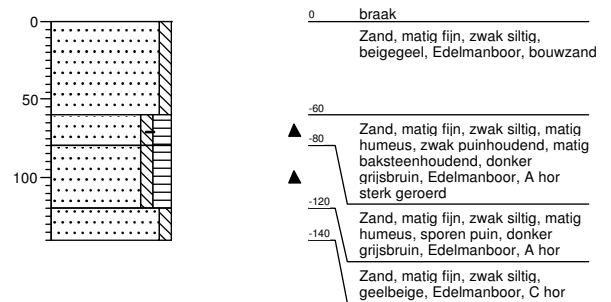 0
50
100
0
braak
Zand, matig fijn, zwak siltig,
beigegeel, Edelmanboor, bouwzand
-60
Zand, matig fijn, zwak siltig, matig
humeus, zwak puinhoudend, matig
baksteenhoudend, donker
grijsbruin, Edelmanboor, A hor
sterk geroerd
-80
Zand, matig fijn, zwak siltig, matig
humeus, sporen puin, donker
grijsbruin, Edelmanboor, A hor
-120
Zand, matig fijn, zwak siltig,
geelbeige, Edelmanboor, C hor
-140